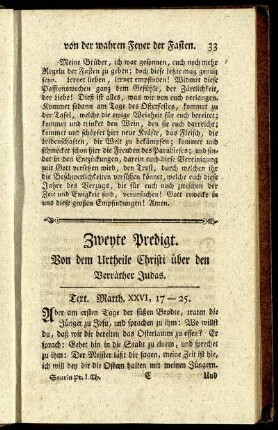 von der wahren Feyer der Fasten. 33
Meine Brüder, ich war gesonnen, euch noch mehr
Regeln der Fasten zu geben; doch diese letzte mag genug
seyn. Lernet lieben, lernet empfinden! Widmet diese
Passionswochen ganz dem Gefühle, der Zärtlichkeit,
der Liebe! Dieß ist alles, was wir von euch verlangen.
Kommet sodann am Tage des Osterfestes, kommet zu
der Tafel, welche die ewige Weisheit für euch bereitet;
kommet und trinket den Wein, den sie euch darreicht;
kommet und schöpfet hier neue Kräfte, das Fleisch, die
Leidenschaften, die Welt zu bekämpfen; kommet und
schmecket schon hier die Freuden des Paradieses; und fin-
det in den Entzückungen, darein euch diese Vereinigung
mit Gott versetzen wird, den Trost, durch welchen ihr
die Beschwerlichkeiten versüßen könnet, welche euch diese
Jahre des Verzugs, die für euch noch zwischen der
Zeit und Ewigkeit sind, verursachen! Gott erwecke in
uns diese großen Empfindungen! Amen.
Zweyte Predigt.
Von dem Urtheile Christi über den
Verräther Judas.
Text. Matth. XXVI, 17—25.
Aber am ersten Tage der süßen Brodte, traten die
Jünger zu Jesu, und sprachen zu ihm: Wo willst
du, daß wir dir bereiten das Osterlamm zu essen? Er
sprach: Gehet hin in die Stadt zu einem, und sprechet
zu ihm: Der Meister läßt dir sagen, meine Zeit ist hie,
ich will bey dir die Ostern halten mit meinen Jüngern.
Saurin Pr. I. Th. C Und